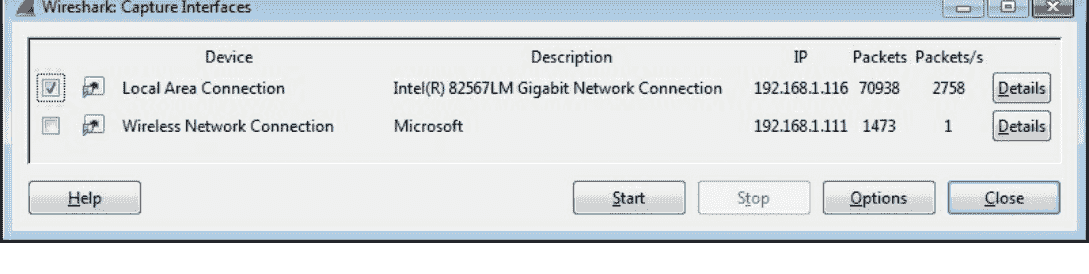 Wireshark: Capture Interfaces
Device Description IP Packets Packets/s
Local Area Connection Intel(R) 82567LM Gigabit Network Connection 192.168.1.116 70938 2758 Details
Wireless Network Connection Microsoft 192.168.1.111 1473 1 Details
Help Start Stop Options Close